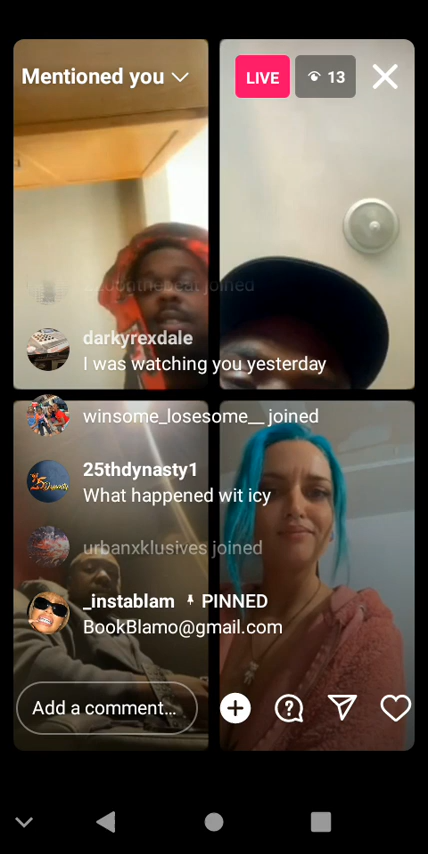 Mentioned you
LIVE
13
joined
darkyrexdale
I was watching you yesterday
winsome_losesome__ joined
25thdynasty1
What happened wit icy
urbanxklusives joined
_instablam PINNED
BookBlamo@gmail.com
Add a comment...